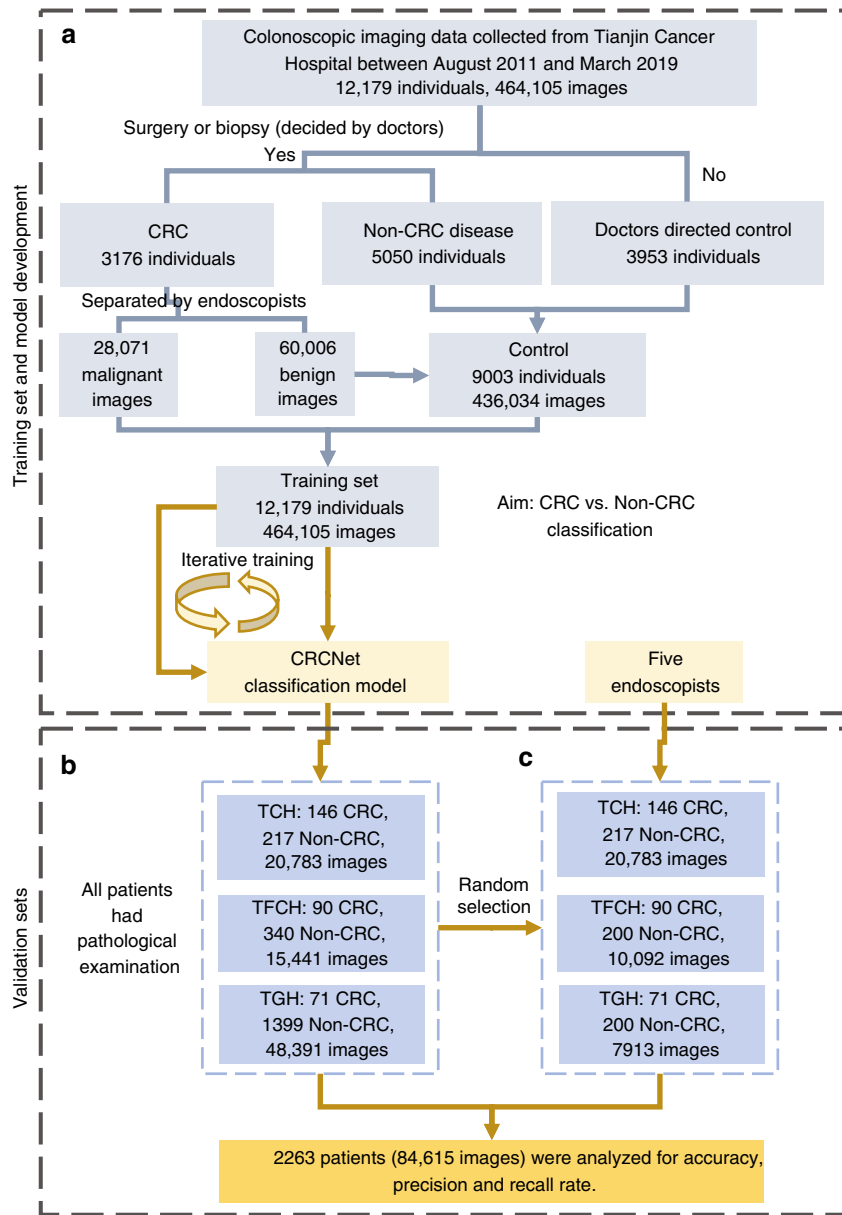 a
Colonoscopic imaging data collected from Tianjin Cancer
Hospital between August 2011 and March 2019
12,179 individuals, 464,105 images
Surgery or biopsy (decided by doctors)
Yes
No
CRC
3176 individuals
Non-CRC disease
5050 individuals
Doctors directed control
3953 individuals
Separated by endoscopists
28,071
malignant
images
60,006
benign
images
Control
9003 individuals
436,034 images
Training set
12,179 individuals
464,105 images
Aim: CRC vs. Non-CRC
classification
Iterative training
CRCNet
classification model
Five
endoscopists
Training set and model development
b
c
TCH: 146 CRC,
217 Non-CRC,
20,783 images
TFCH: 90 CRC,
340 Non-CRC,
15,441 images
TGH: 71 CRC,
1399 Non-CRC,
48,391 images
All patients
had
pathological
examination
Random
selection
TCH: 146 CRC,
217 Non-CRC,
20,783 images
TFCH: 90 CRC,
200 Non-CRC,
10,092 images
TGH: 71 CRC,
200 Non-CRC,
7913 images
Validation sets
2263 patients (84,615 images) were analyzed for accuracy,
precision and recall rate.